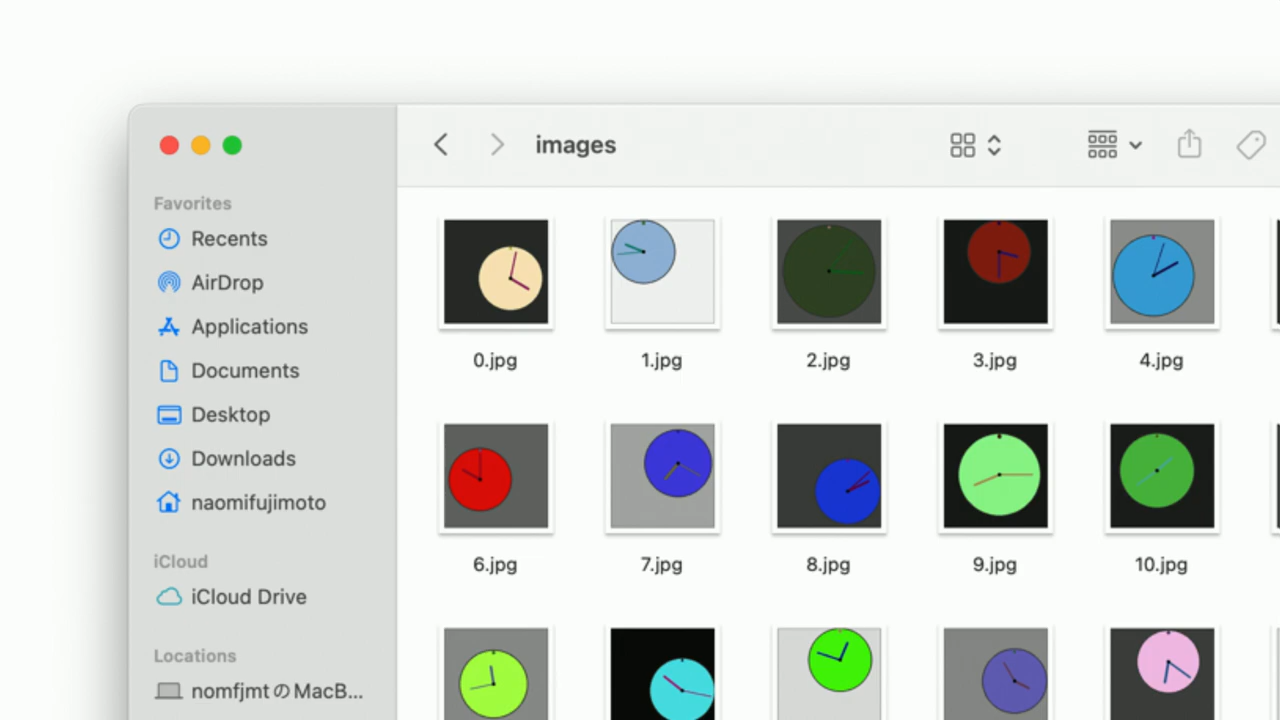 images
Favorites
Recents
AirDrop
Applications
Documents
Desktop
Downloads
naomifujimoto
iCloud
iCloud Drive
Locations
nomfjmtのMacB...
0.jpg
1.jpg
2.jpg
3.jpg
4.jpg
6.jpg
7.jpg
8.jpg
9.jpg
10.jpg